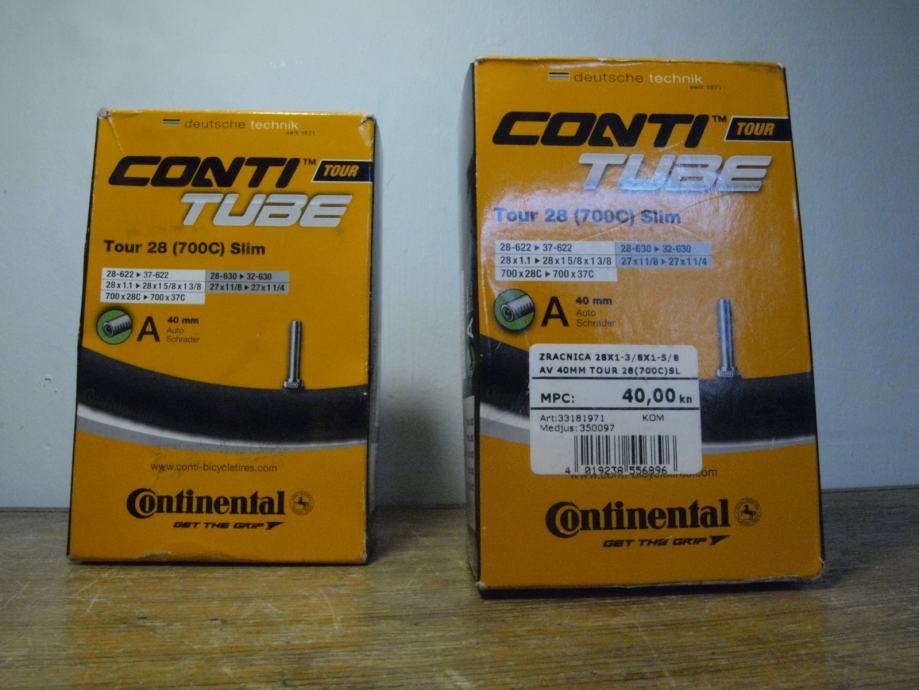 deutsche technik
seit 1871
CONTI™ TOUR
TUBE
Tour 28 (700C) Slim
28-622 ▸ 37-622 28-630 ▸ 32-630
28 x 1.1 ▸ 28 x 1 5/8 x 1 3/8 27 x 1 1/8 ▸ 27 x 1 1/4
700 x 28C ▸ 700 x 37C
A 40 mm
Auto
Schrader
www.conti-bicycletires.com
Continental
GET THE GRIP
deutsche technik
seit 1871
CONTI™ TOUR
TUBE
Tour 28 (700C) Slim
28-622 ▸ 37-622 28-630 ▸ 32-630
28 x 1.1 ▸ 28 x 1 5/8 x 1 3/8 27 x 1 1/8 ▸ 27 x 1 1/4
700 x 28C ▸ 700 x 37C
A 40 mm
Auto
Schrader
ZRACNICA 28X1-3/8X1-5/8
AV 40MM TOUR 28(700C)SL
MPC: 40,00 kn
Art:33181971 KOM
Medjus:350097
4 019238 556896
Continental
GET THE GRIP